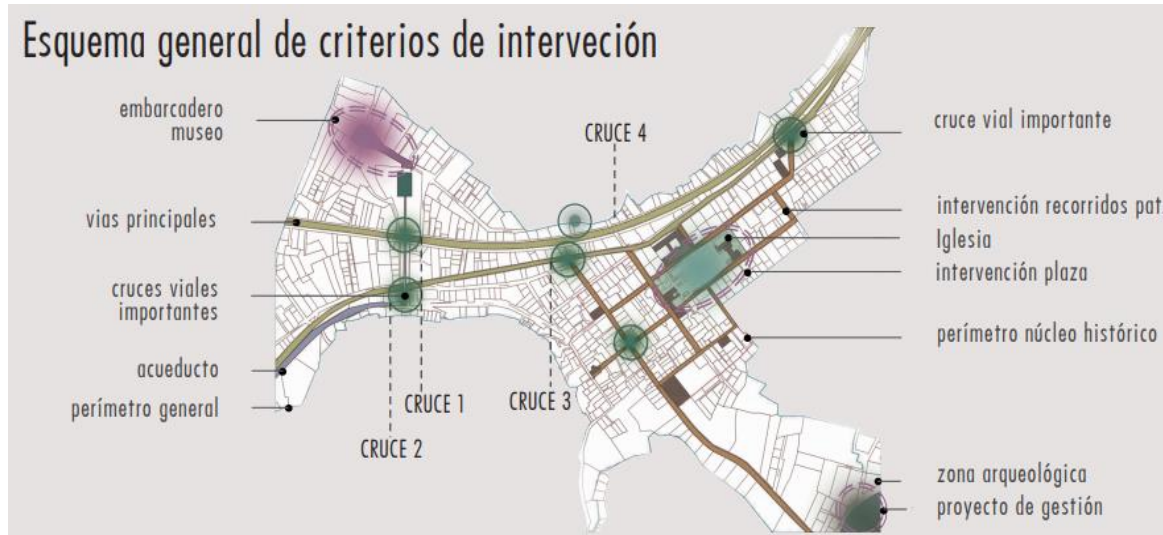 Esquema general de criterios de interveción
embarcadero
museo
vias principales
cruces viales
importantes
acueducto
perímetro general
CRUCE 4
CRUCE 1
CRUCE 3
CRUCE 2
cruce vial importante
intervención recorridos pat
Iglesia
intervención plaza
perímetro núcleo histórico
zona arqueológica
proyecto de gestión